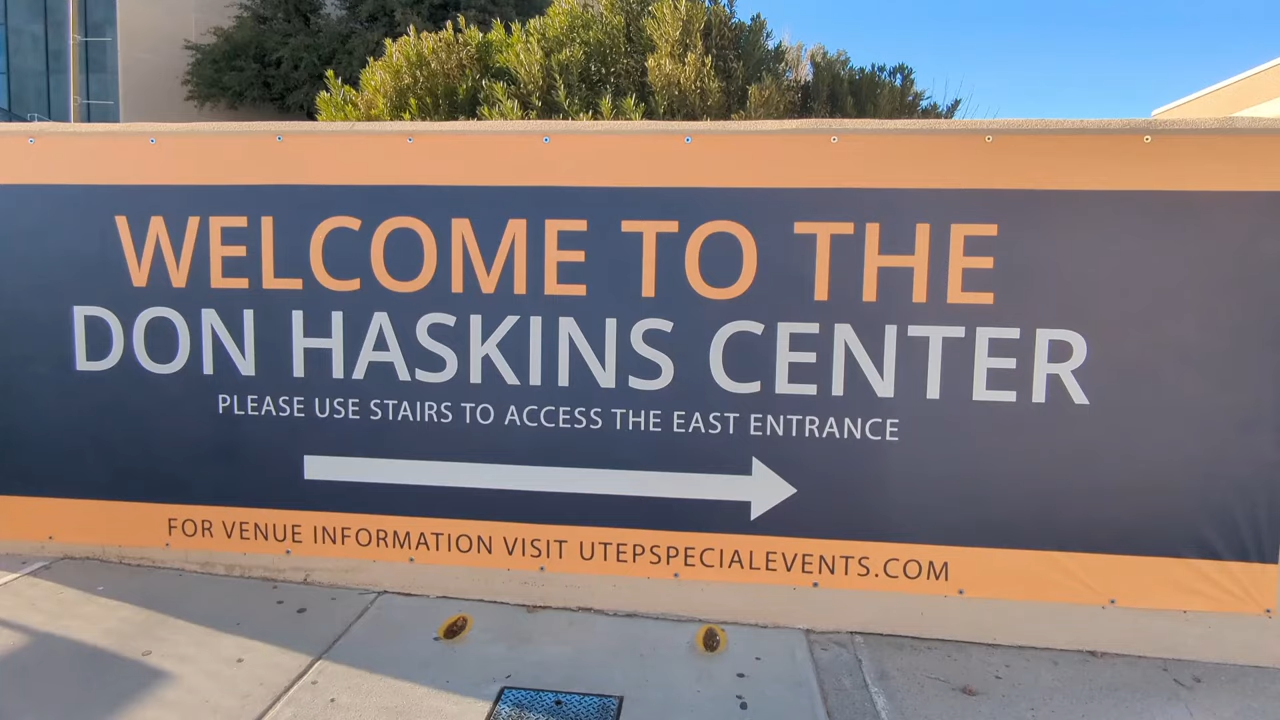 WELCOME TO THE
DON HASKINS CENTER
PLEASE USE STAIRS TO ACCESS THE EAST ENTRANCE
FOR VENUE INFORMATION VISIT UTEPSPECIALEVENTS.COM